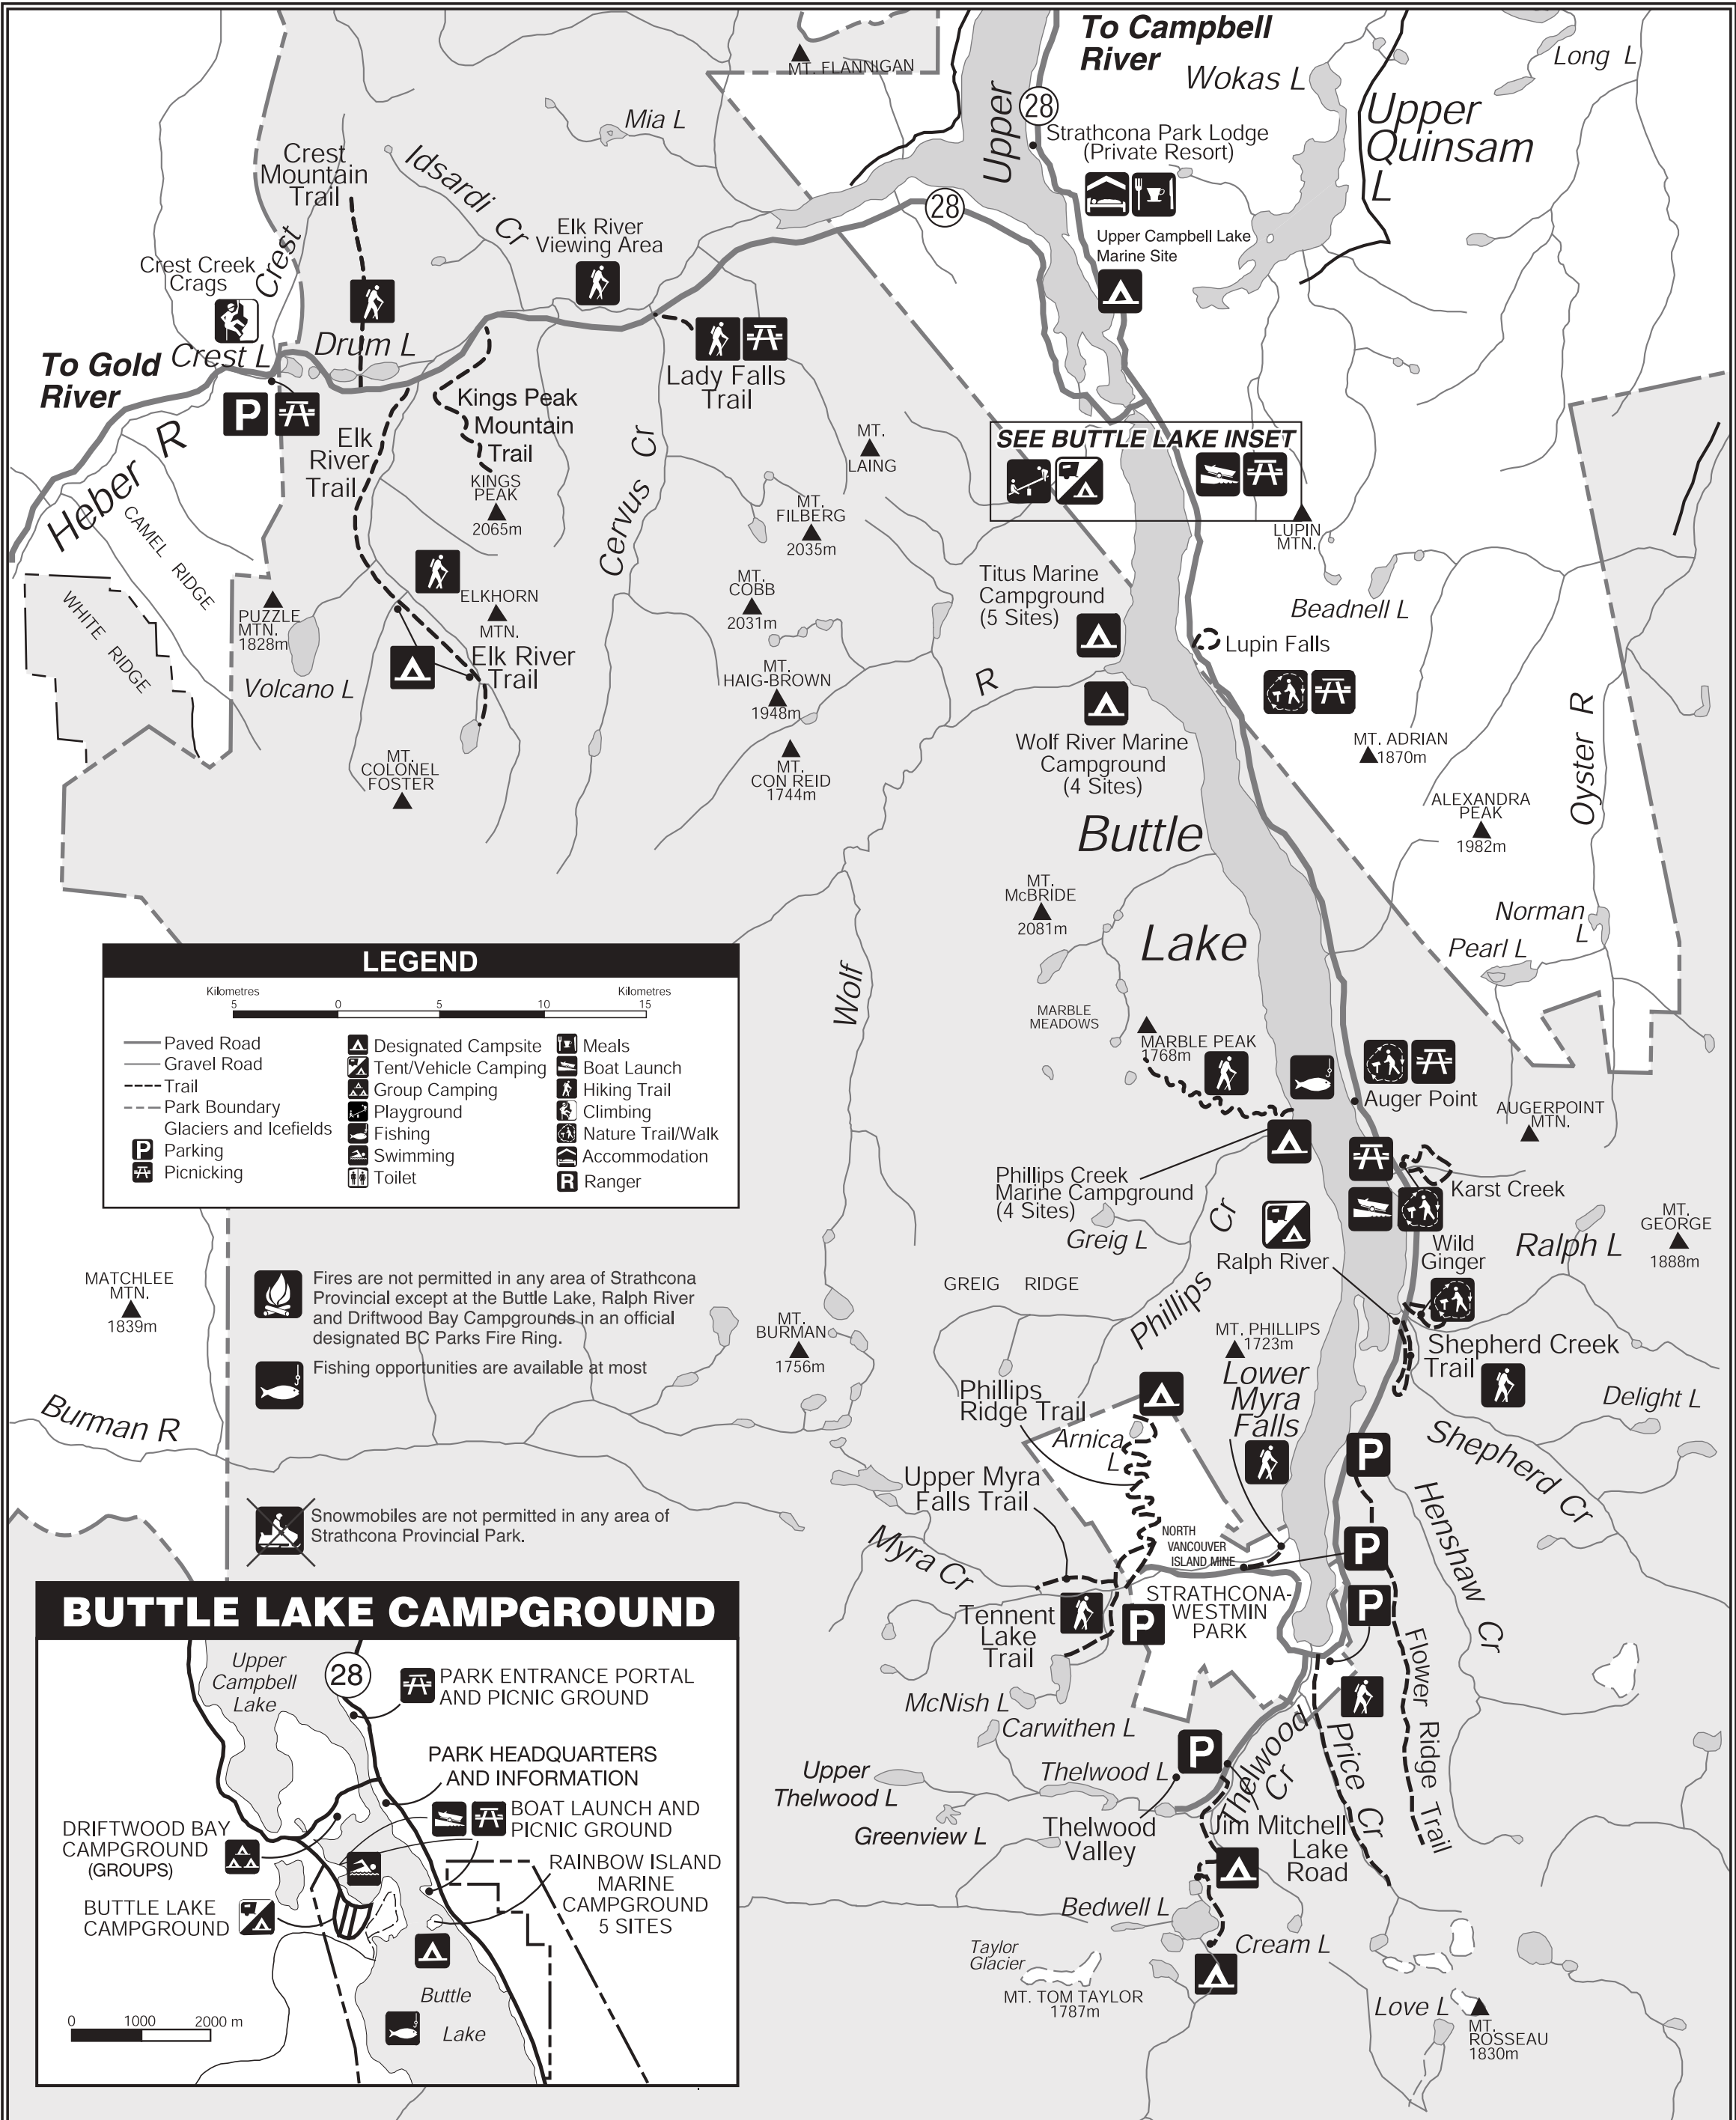 To Campbell
River
Wokas L
Long L
MT. FLANNIGAN
Upper
28
Upper
Quinsam
L
Strathcona Park Lodge
(Private Resort)
Mia L
Crest
Mountain
Trail
Idsardi
Cr
28
Elk River
Viewing Area
Upper Campbell Lake
Marine Site
Crest Creek
Crags
Crest
Crest L
Drum L
To Gold
River
P
Lady Falls
Trail
Kings Peak
Mountain
Trail
Elk
River
Trail
KINGS
PEAK
2065m
Heber R
CAMEL RIDGE
WHITE RIDGE
Cervus Cr
MT.
LAING
MT.
FILBERG
2035m
SEE BUTTLE LAKE INSET
LUPIN
MTN.
PUZZLE
MTN.
1828m
Volcano L
ELKHORN
MTN.
Elk River
Trail
MT.
COBB
2031m
MT.
HAIG-BROWN
1948m
MT.
CON REID
1744m
MT.
COLONEL
FOSTER
Titus Marine
Campground
(5 Sites)
Beadnell L
Lupin Falls
R
Wolf River Marine
Campground
(4 Sites)
MT. ADRIAN
1870m
Oyster R
ALEXANDRA
PEAK
1982m
Buttle
Lake
MT.
McBRIDE
2081m
Norman
L
Pearl L
Wolf
MARBLE
MEADOWS
MARBLE PEAK
1768m
Auger Point
AUGERPOINT
MTN.
LEGEND
Kilometres
Kilometres
5 0 5 10 15
Paved Road
Gravel Road
Trail
Park Boundary
Glaciers and Icefields
P Parking
Picnicking
Designated Campsite
Tent/Vehicle Camping
Group Camping
Playground
Fishing
Swimming
Toilet
Meals
Boat Launch
Hiking Trail
Climbing
Nature Trail/Walk
Accommodation
R Ranger
Phillips Creek
Marine Campground
(4 Sites)
Greig L
Karst Creek
Wild
Ginger
Ralph River
Ralph L
MT.
GEORGE
1888m
Phillips Cr
GREIG RIDGE
MATCHLEE
MTN.
1839m
Fires are not permitted in any area of Strathcona
Provincial except at the Buttle Lake, Ralph River
and Driftwood Bay Campgrounds in an official
designated BC Parks Fire Ring.
Fishing opportunities are available at most
MT.
BURMAN
1756m
MT. PHILLIPS
1723m
Lower
Myra
Falls
Shepherd Creek
Trail
Delight L
Phillips
Ridge Trail
Arnica
L
Burman R
Shepherd Cr
P
Henshaw Cr
Upper Myra
Falls Trail
Snowmobiles are not permitted in any area of
Strathcona Provincial Park.
Myra Cr
NORTH
VANCOUVER
ISLAND MINE
P
STRATHCONA-
WESTMIN
PARK
P
Tennent
Lake
Trail
P
Flower Ridge Trail
McNish L
Carwithen L
Price Cr
Thelwood
Cr
P
Upper
Thelwood L
Thelwood L
Greenview L
Thelwood
Valley
Jim Mitchell
Lake
Road
Bedwell L
Cream L
Taylor
Glacier
MT. TOM TAYLOR
1787m
Love L
MT.
ROSSEAU
1830m
BUTTLE LAKE CAMPGROUND
Upper
Campbell
Lake
28
PARK ENTRANCE PORTAL
AND PICNIC GROUND
PARK HEADQUARTERS
AND INFORMATION
BOAT LAUNCH AND
PICNIC GROUND
DRIFTWOOD BAY
CAMPGROUND
(GROUPS)
RAINBOW ISLAND
MARINE
CAMPGROUND
5 SITES
BUTTLE LAKE
CAMPGROUND
Buttle
Lake
0 1000 2000 m